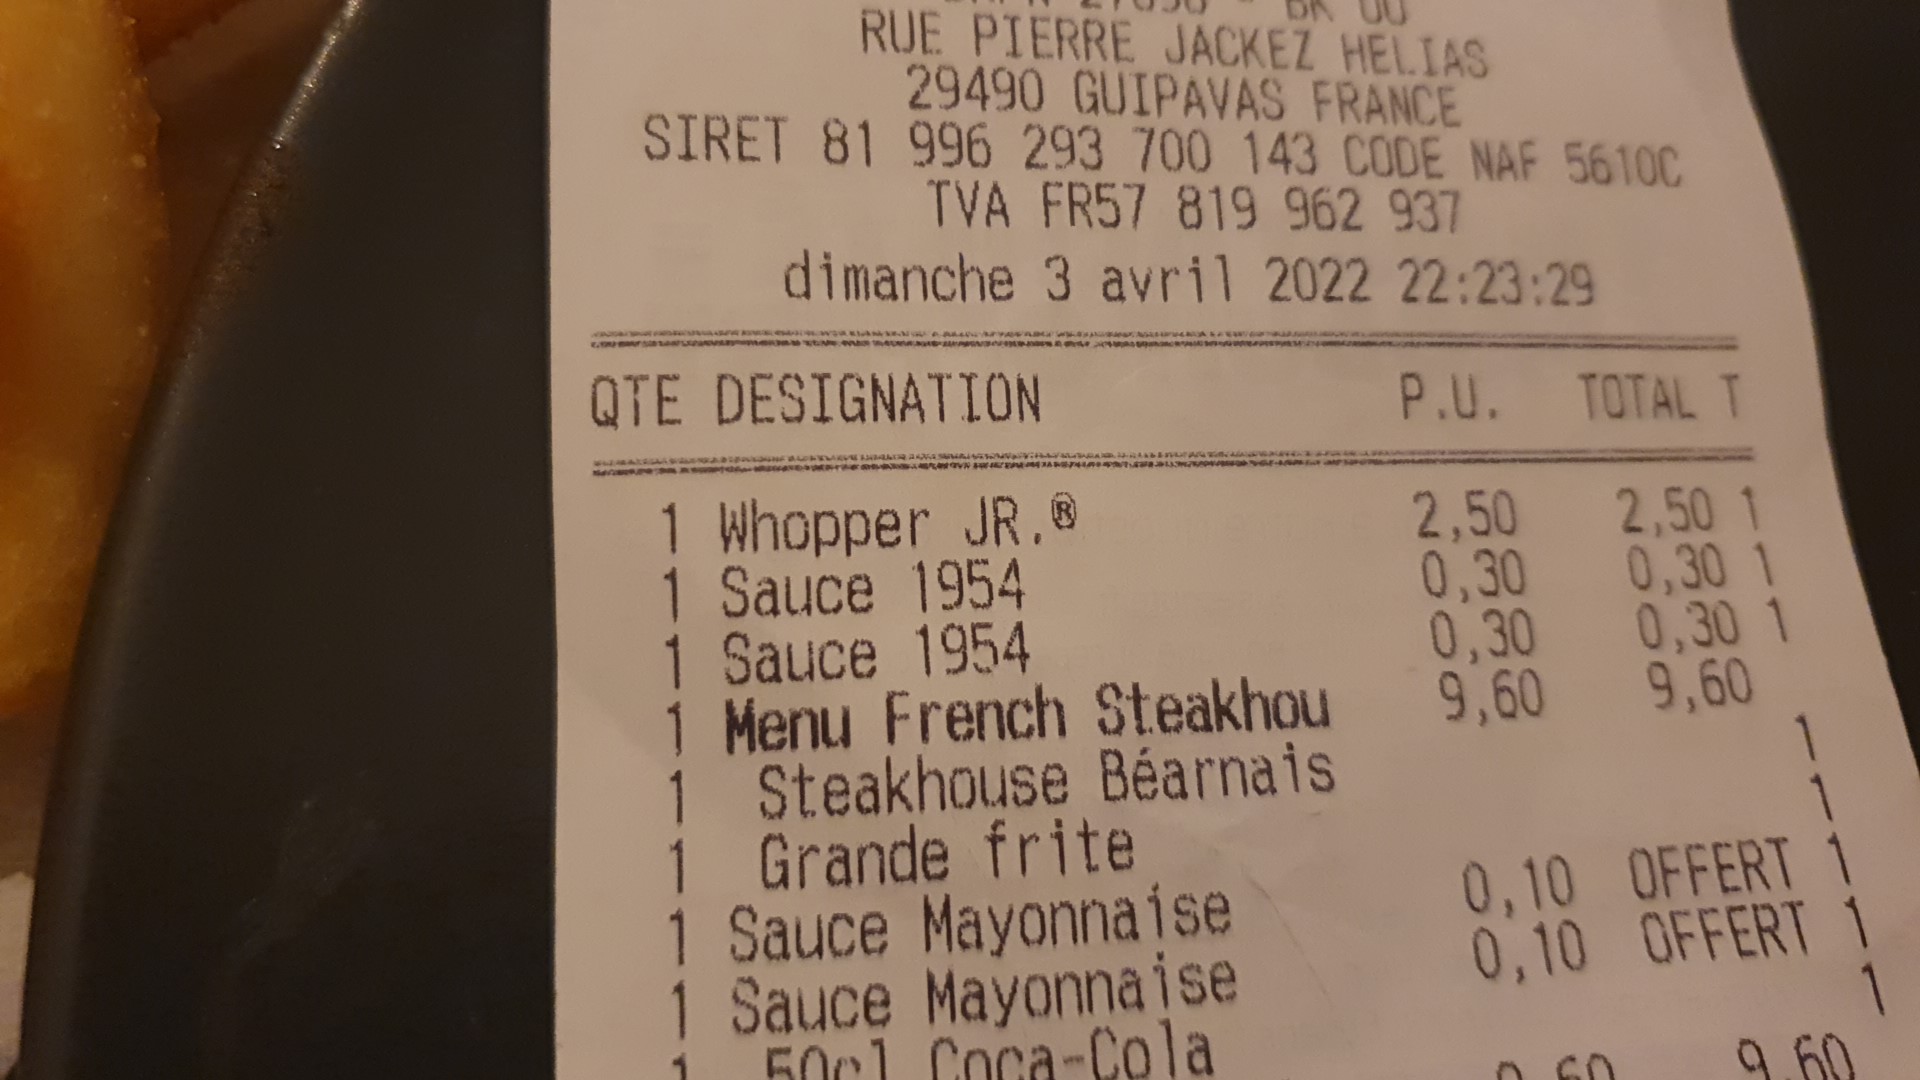 RUE PIERRE JACKEZ HELIAS
29490 GUIPAVAS FRANCE
SIRET 81 996 293 700 143 CODE NAF 5610C
TVA FR57 819 962 937
dimanche 3 avril 2022 22:23:29
QTE DESIGNATION P.U. TOTAL T
1 Whopper JR.® 2,50 2,50 1
1 Sauce 1954 0,30 0,30 1
1 Sauce 1954 0,30 0,30 1
1 Menu French Steakhou 9,60 9,60
1 Steakhouse Béarnais 1
1 Grande frite 1
1 Sauce Mayonnaise 0,10 OFFERT 1
1 Sauce Mayonnaise 0,10 OFFERT 1
1 50cl Coca-Cola 1
9,60 9,60